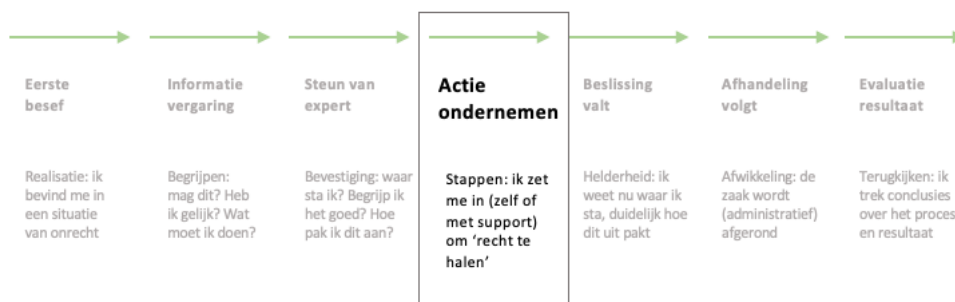 Eerste
besef
Informatie
vergaring
Steun van
expert
Actie
ondernemen
Beslissing
valt
Afhandeling
volgt
Evaluatie
resultaat
Realisatie: ik
bevind me in
een situatie
van onrecht
Begrijpen:
mag dit? Heb
ik gelijk? Wat
moet ik doen?
Bevestiging: waar
sta ik? Begrijp ik
het goed? Hoe
pak ik dit aan?
Stappen: ik zet
me in (zelf of
met support)
om ‘recht te
halen’
Helderheid: ik
weet nu waar ik
sta, duidelijk hoe
dit uit pakt
Afwikkeling: de
zaak wordt
(administratief)
afgerond
Terugkijken: ik
trek conclusies
over het proces
en resultaat